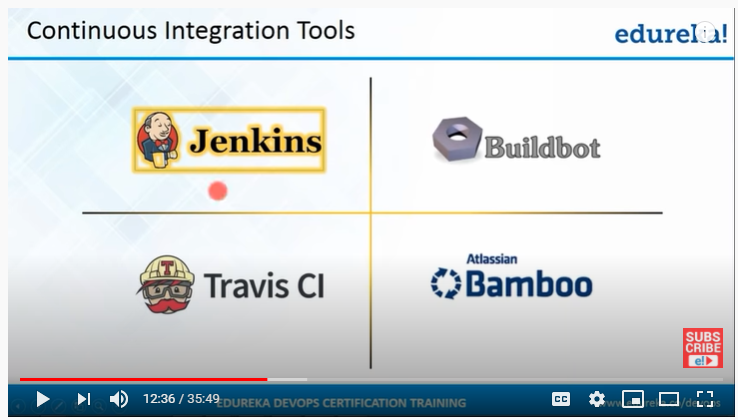 Continuous Integration Tools
edureka!
Jenkins
Buildbot
Travis CI
Atlassian
Bamboo
SUBS
CRIBE
e!
12:36 / 35:49
CC
EDUREKA DEVOPS CERTIFICATION TRAINING